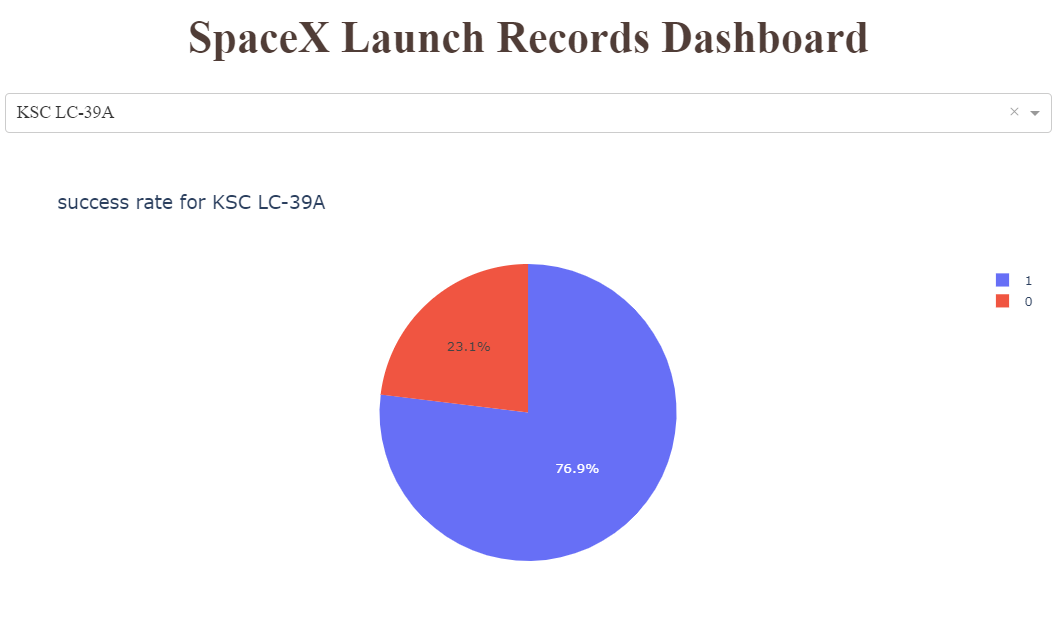 SpaceX Launch Records Dashboard
KSC LC-39A ×
success rate for KSC LC-39A
1
0
23.1%
76.9%